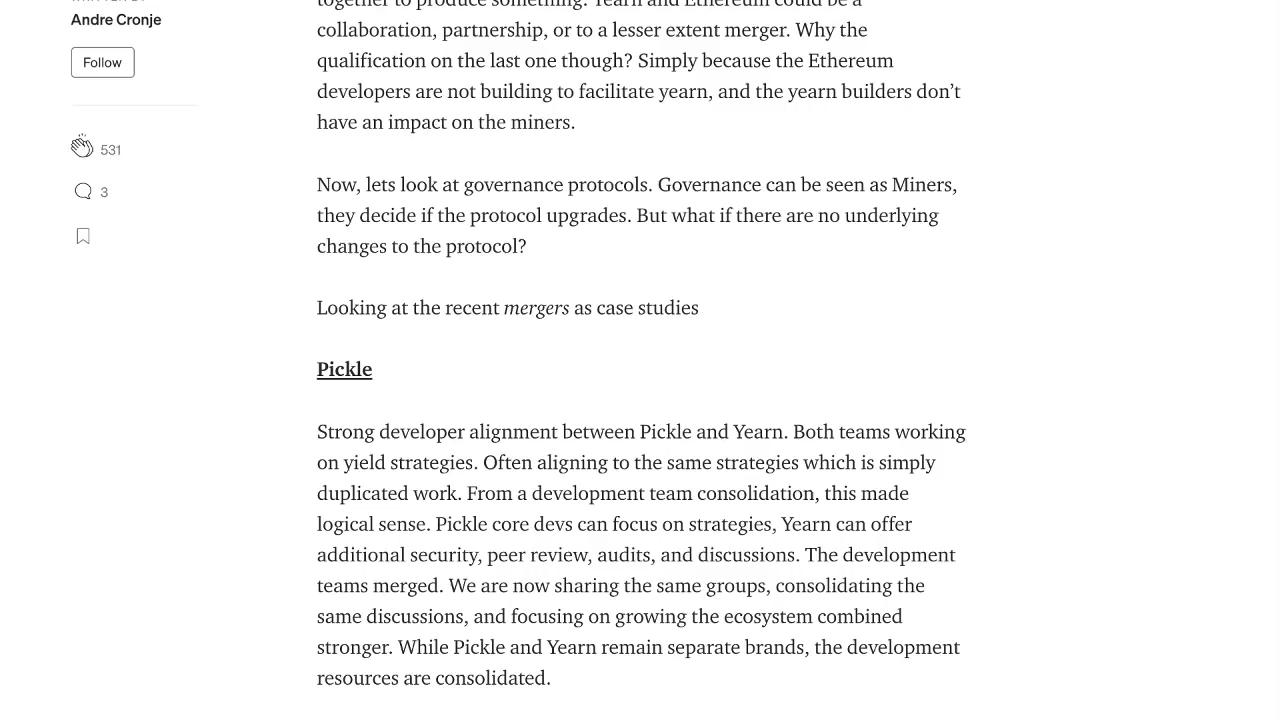 WRITTEN BY
Andre Cronje
Follow
531
3
together to produce something. Yearn and Ethereum could be a
collaboration, partnership, or to a lesser extent merger. Why the
qualification on the last one though? Simply because the Ethereum
developers are not building to facilitate yearn, and the yearn builders don’t
have an impact on the miners.
Now, lets look at governance protocols. Governance can be seen as Miners,
they decide if the protocol upgrades. But what if there are no underlying
changes to the protocol?
Looking at the recent mergers as case studies
Pickle
Strong developer alignment between Pickle and Yearn. Both teams working
on yield strategies. Often aligning to the same strategies which is simply
duplicated work. From a development team consolidation, this made
logical sense. Pickle core devs can focus on strategies, Yearn can offer
additional security, peer review, audits, and discussions. The development
teams merged. We are now sharing the same groups, consolidating the
same discussions, and focusing on growing the ecosystem combined
stronger. While Pickle and Yearn remain separate brands, the development
resources are consolidated.